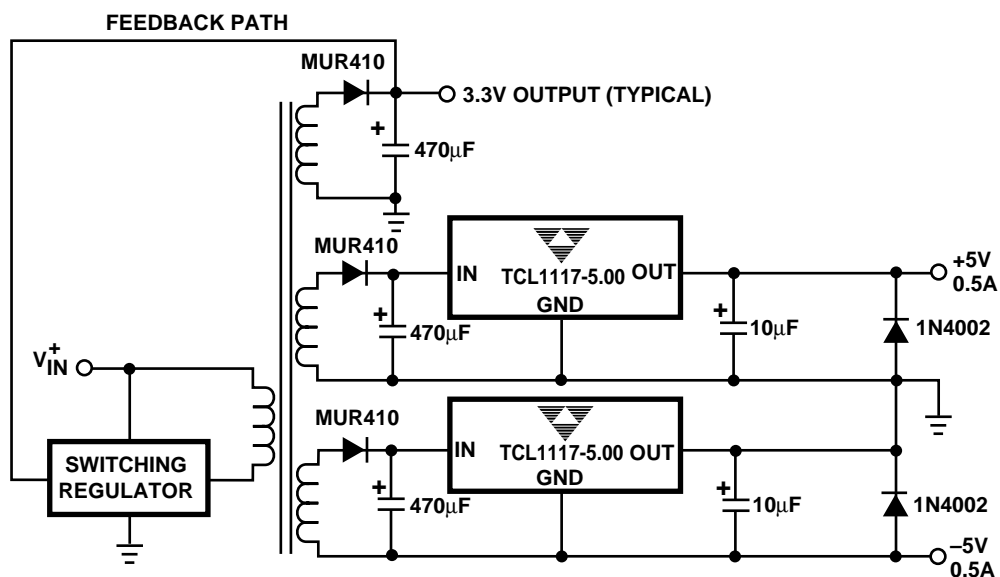 FEEDBACK PATH
MUR410
3.3V OUTPUT (TYPICAL)
+
470µF
MUR410
IN
TCL1117-5.00
OUT
GND
+5V
0.5A
+
470µF
+
10µF
1N4002
VIN+
MUR410
IN
TCL1117-5.00
OUT
GND
SWITCHING
REGULATOR
+
470µF
+
10µF
1N4002
–5V
0.5A